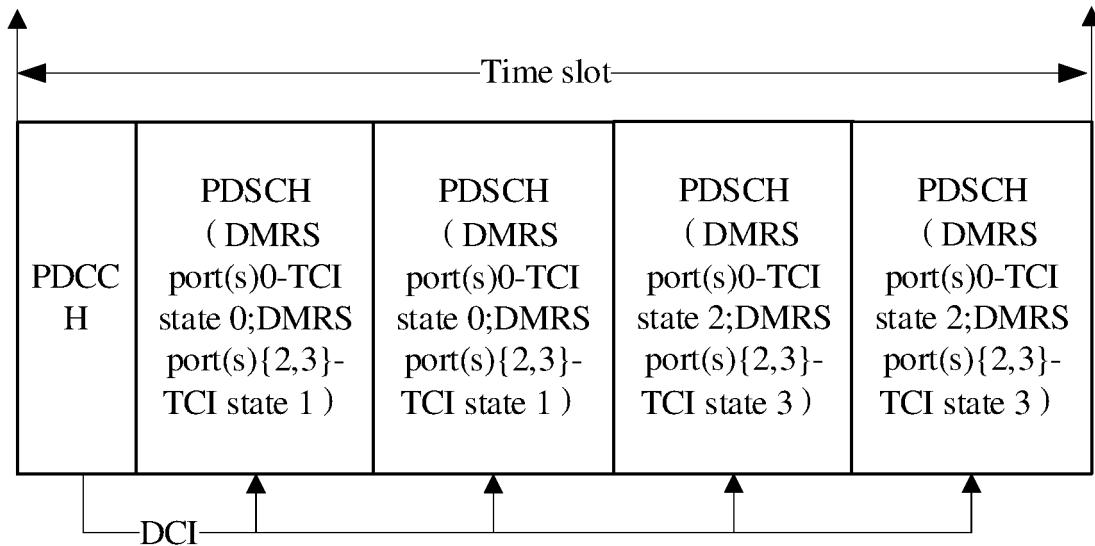 Time slot
PDCC
H
PDSCH
（DMRS
port(s)0-TCI
state 0;DMRS
port(s){2,3}-
TCI state 1）
PDSCH
（DMRS
port(s)0-TCI
state 0;DMRS
port(s){2,3}-
TCI state 1）
PDSCH
（DMRS
port(s)0-TCI
state 2;DMRS
port(s){2,3}-
TCI state 3）
PDSCH
（DMRS
port(s)0-TCI
state 2;DMRS
port(s){2,3}-
TCI state 3）
DCI